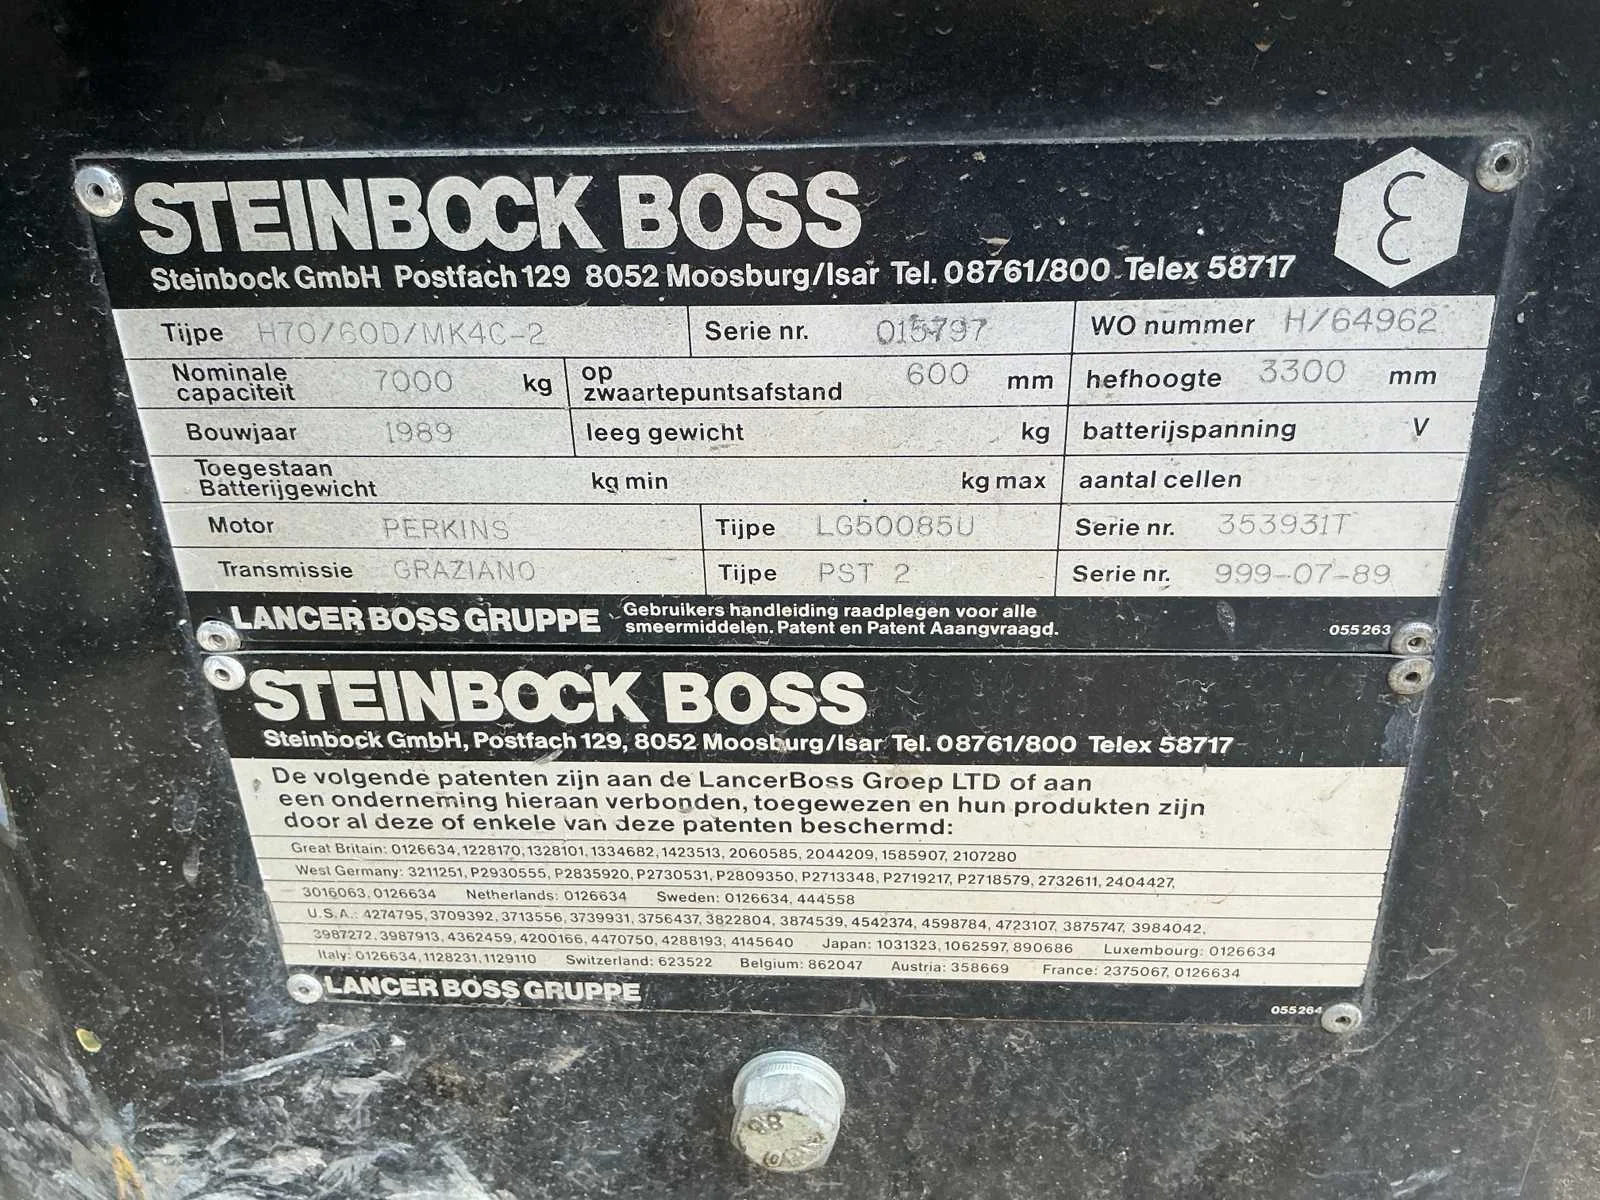 STEINBOCK BOSS
Steinbock GmbH Postfach 129 8052 Moosburg/Isar Tel. 08761/800 Telex 58717
Tijpe H70/60D/MK4C-2 Serie nr. 015797 WO nummer H/64962
Nominale capaciteit 7000 kg op zwaartepuntsafstand 600 mm hefhoogte 3300 mm
Bouwjaar 1989 leeg gewicht kg batterijspanning V
Toegestaan Batterijgewicht kg min kg max aantal cellen
Motor PERKINS Tijpe LG50085U Serie nr. 353931T
Transmissie GRAZIANO Tijpe PST 2 Serie nr. 999-07-89
LANCER BOSS GRUPPE Gebruikers handleiding raadplegen voor alle
smeermiddelen. Patent en Patent Aaangvraagd. 055263
STEINBOCK BOSS
Steinbock GmbH, Postfach 129, 8052 Moosburg/Isar Tel. 08761/800 Telex 58717
De volgende patenten zijn aan de LancerBoss Groep LTD of aan
een onderneming hieraan verbonden, toegewezen en hun produkten zijn
door al deze of enkele van deze patenten beschermd:
Great Britain: 0126634, 1228170, 1328101, 1334682, 1423513, 2060585, 2044209, 1585907, 2107280
West Germany: 3211251, P2930555, P2835920, P2730531, P2809350, P2713348, P2719217, P2718579, 2732611, 2404427,
3016063, 0126634 Netherlands: 0126634 Sweden: 0126634, 444558
U.S.A.: 4274795, 3709392, 3713556, 3739931, 3756437, 3822804, 3874539, 4542374, 4598784, 4723107, 3875747, 3984042,
3987272, 3987913, 4362459, 4200166, 4470750, 4288193, 4145640 Japan: 1031323, 1062597, 890686 Luxembourg: 0126634
Italy: 0126634, 1128231, 1129110 Switzerland: 623522 Belgium: 862047 Austria: 358669 France: 2375067, 0126634
LANCER BOSS GRUPPE 055264